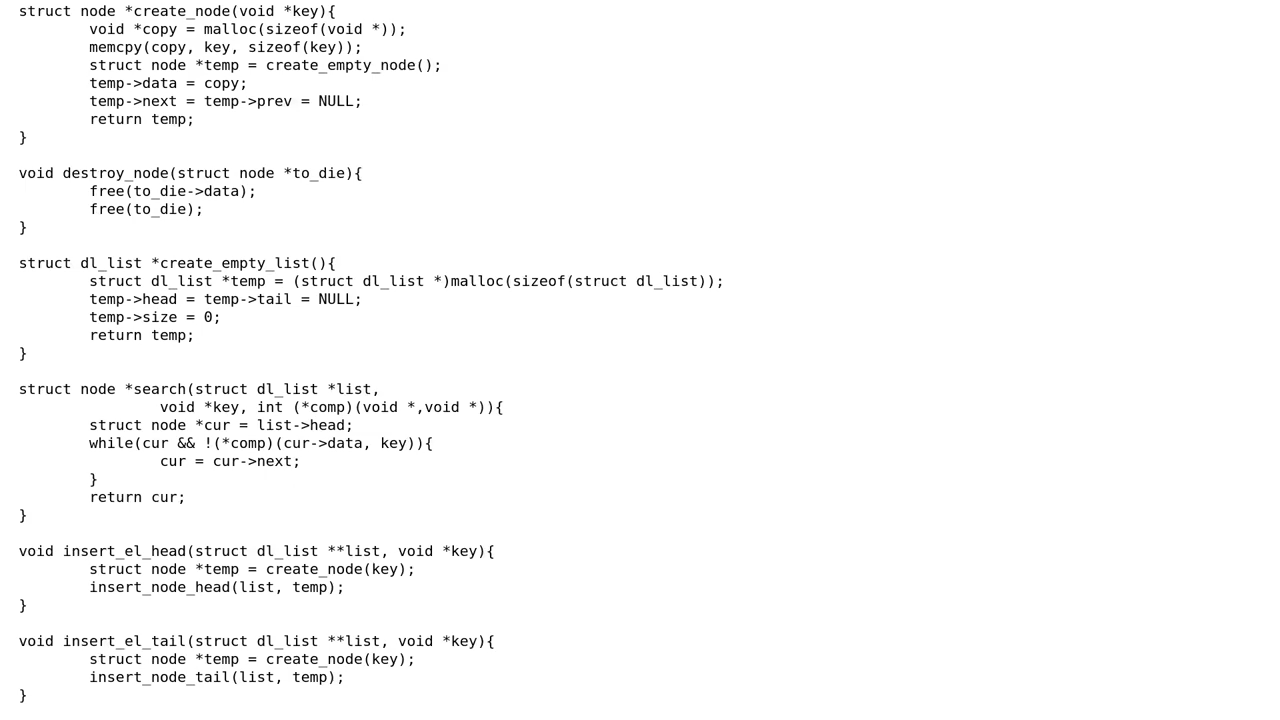 struct node *create_node(void *key){
        void *copy = malloc(sizeof(void *));
        memcpy(copy, key, sizeof(key));
        struct node *temp = create_empty_node();
        temp->data = copy;
        temp->next = temp->prev = NULL;
        return temp;
}

void destroy_node(struct node *to_die){
        free(to_die->data);
        free(to_die);
}

struct dl_list *create_empty_list(){
        struct dl_list *temp = (struct dl_list *)malloc(sizeof(struct dl_list));
        temp->head = temp->tail = NULL;
        temp->size = 0;
        return temp;
}

struct node *search(struct dl_list *list,
                void *key, int (*comp)(void *,void *)){
        struct node *cur = list->head;
        while(cur && !(*comp)(cur->data, key)){
                cur = cur->next;
        }
        return cur;
}

void insert_el_head(struct dl_list **list, void *key){
        struct node *temp = create_node(key);
        insert_node_head(list, temp);
}

void insert_el_tail(struct dl_list **list, void *key){
        struct node *temp = create_node(key);
        insert_node_tail(list, temp);
}